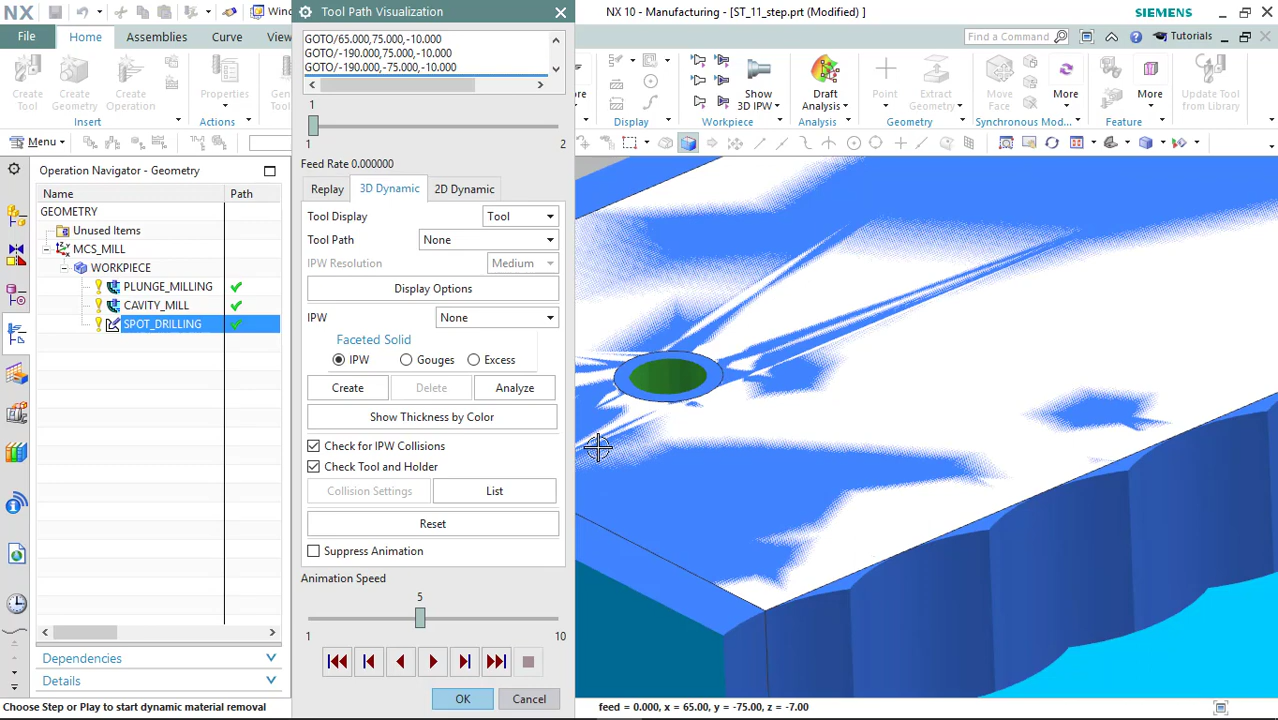 NX
Wind
Tool Path Visualization
NX 10 - Manufacturing - [ST_11_step.prt (Modified) ]
SIEMENS
File
Home
Assemblies
Curve
View
Find a Command
Tutorials
Create Tool
Create Geometry
Create Operation
Properties
Insert
Actions
GOTO/65.000,75.000,-10.000
GOTO/-190.000,75.000,-10.000
GOTO/-190.000,-75.000,-10.000
Display
Show 3D IPW
Workpiece
Draft Analysis
Analysis
Point
Extract Geometry
Geometry
Move Face
More
Synchronous Mod...
More
Feature
Update Tool from Library
Menu
1
1
2
Feed Rate 0.000000
Replay
3D Dynamic
2D Dynamic
Tool Display
Tool
Tool Path
None
IPW Resolution
Medium
Display Options
IPW
None
Faceted Solid
IPW
Gouges
Excess
Create
Delete
Analyze
Show Thickness by Color
Check for IPW Collisions
Check Tool and Holder
Collision Settings
List
Reset
Suppress Animation
Animation Speed
5
1
10
OK
Cancel
Operation Navigator - Geometry
Name
Path
GEOMETRY
Unused Items
MCS_MILL
WORKPIECE
PLUNGE_MILLING
CAVITY_MILL
SPOT_DRILLING
Dependencies
Details
Choose Step or Play to start dynamic material removal
feed = 0.000, x = 65.00, y = -75.00, z = -7.00